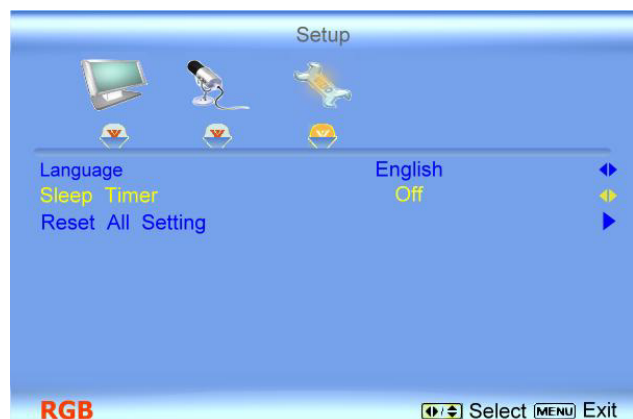 Setup
Language English
Sleep Timer Off
Reset All Setting
RGB Select MENU Exit